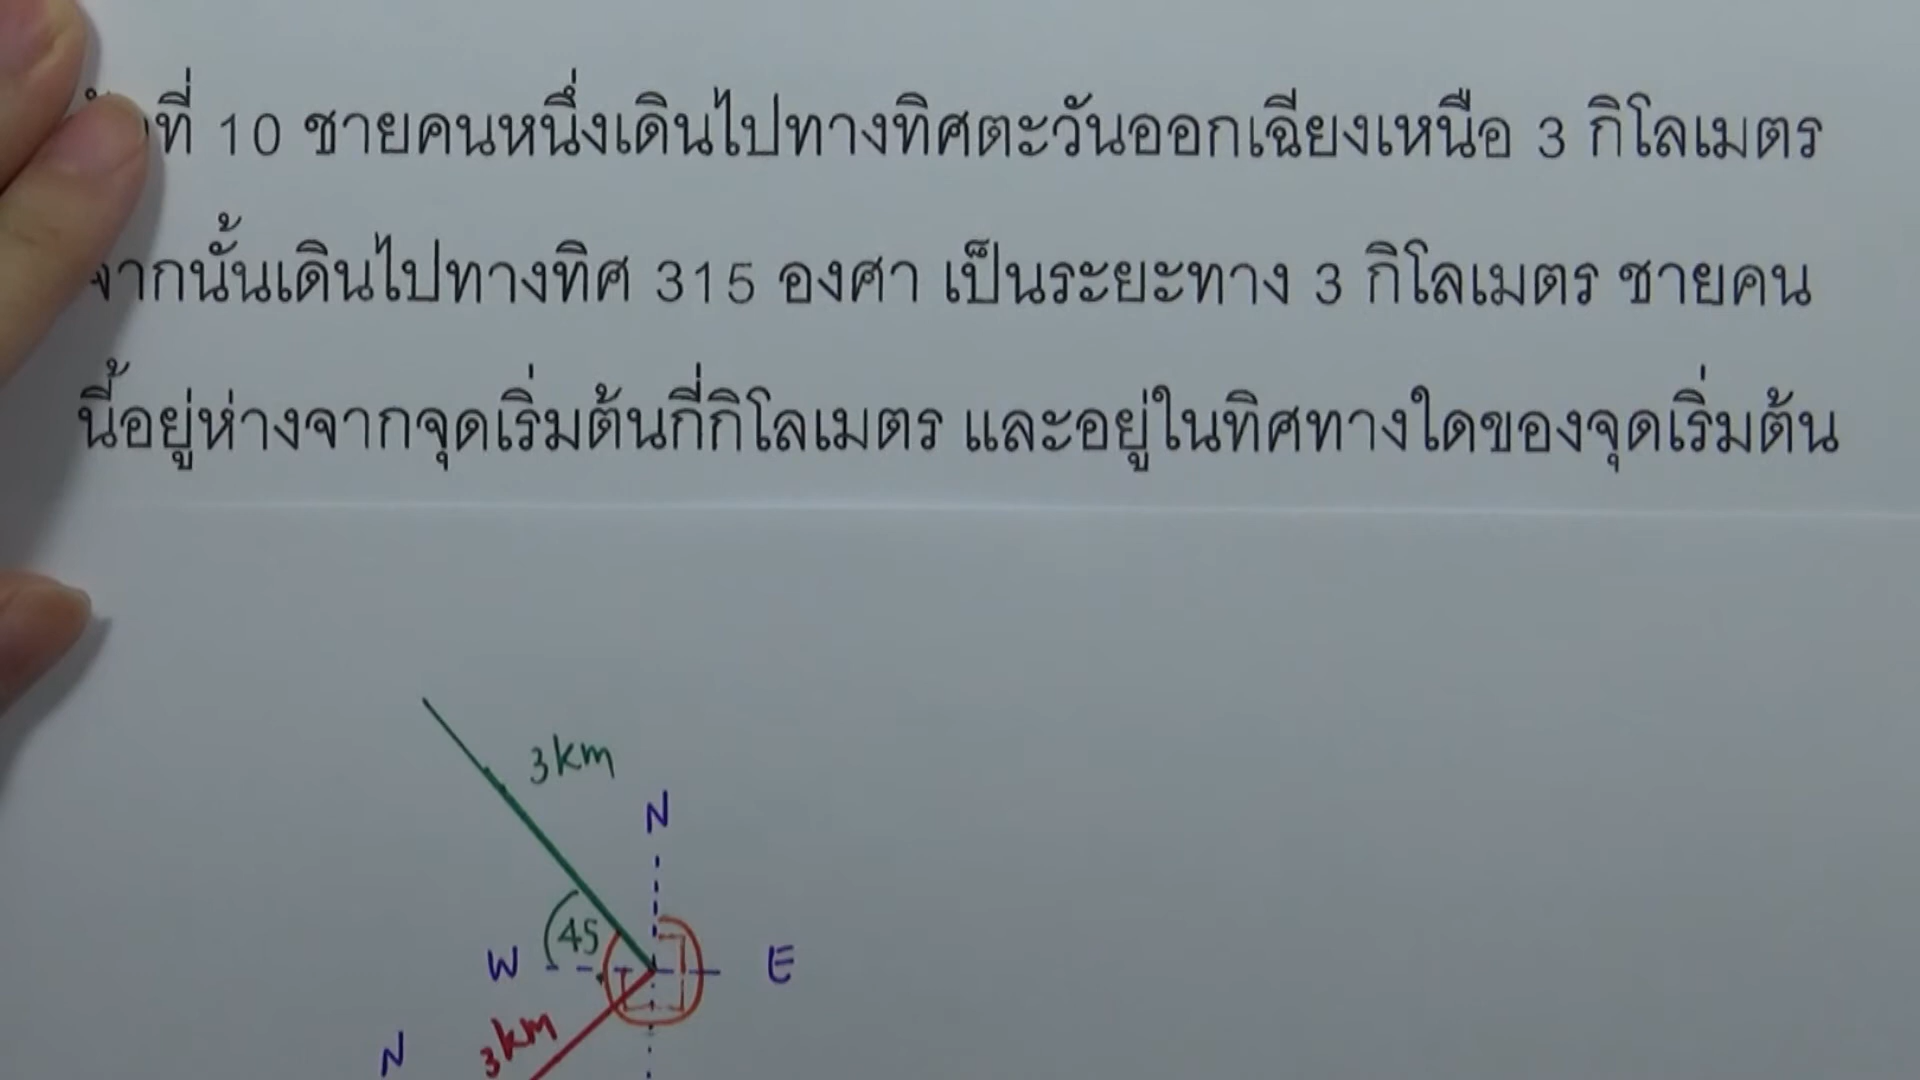 ที่ 10 ชายคนหนึ่งเดินไปทางทิศตะวันออกเฉียงเหนือ 3 กิโลเมตร
จากนั้นเดินไปทางทิศ 315 องศา เป็นระยะทาง 3 กิโลเมตร ชายคน
นี้อยู่ห่างจากจุดเริ่มต้นกี่กิโลเมตร และอยู่ในทิศทางใดของจุดเริ่มต้น
3km
N
45
W
E
3km
N